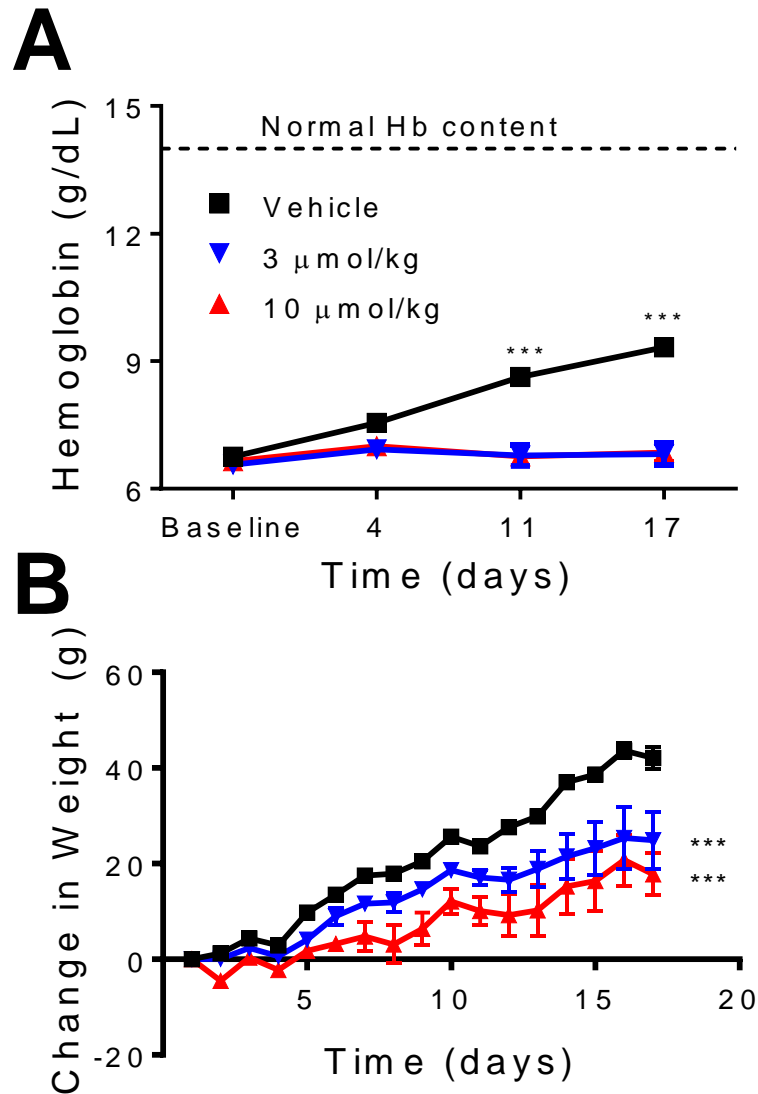 A
Hemoglobin (g/dL)
15
12
9
6
Normal Hb content
Vehicle
3 μmol/kg
10 μmol/kg
***
***
Baseline 4 11 17
Time (days)
B
Change in Weight (g)
60
40
20
0
-20
***
***
5 10 15 20
Time (days)